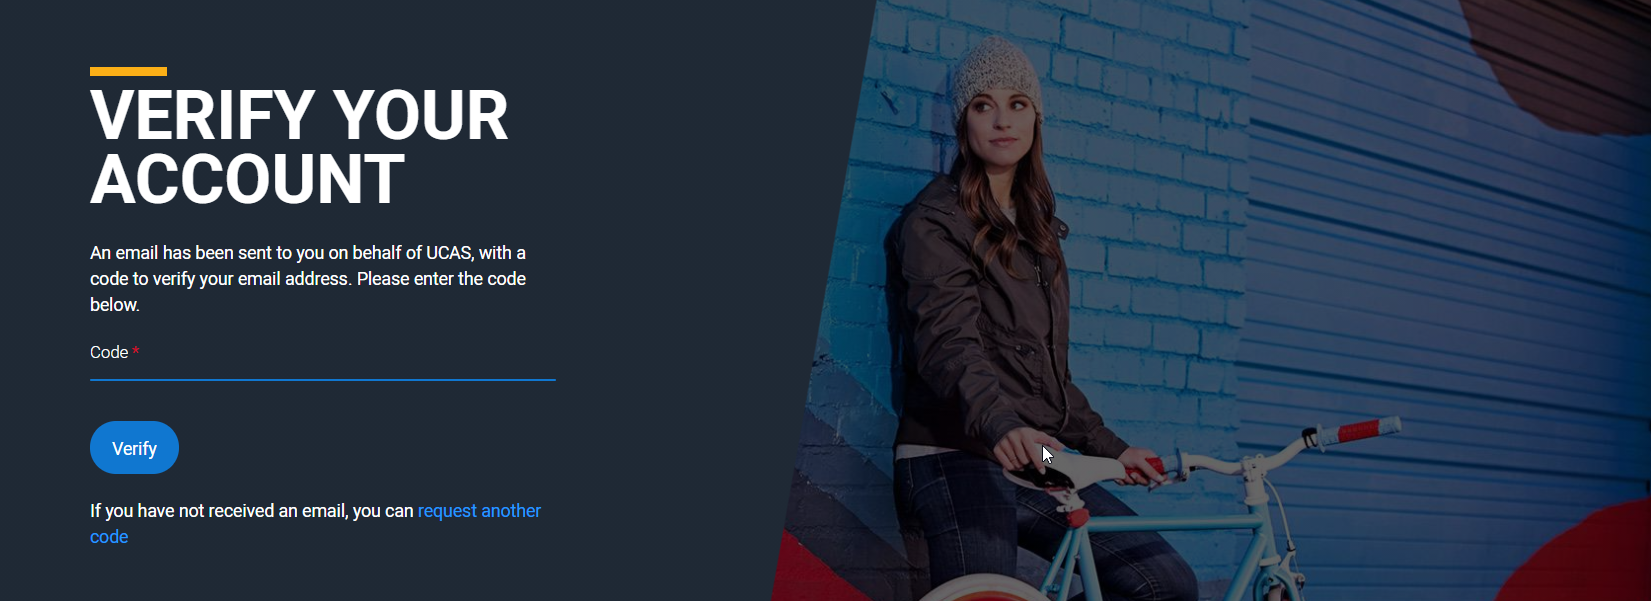 VERIFY YOUR
ACCOUNT
An email has been sent to you on behalf of UCAS, with a
code to verify your email address. Please enter the code
below.
Code *
Verify
If you have not received an email, you can request another
code